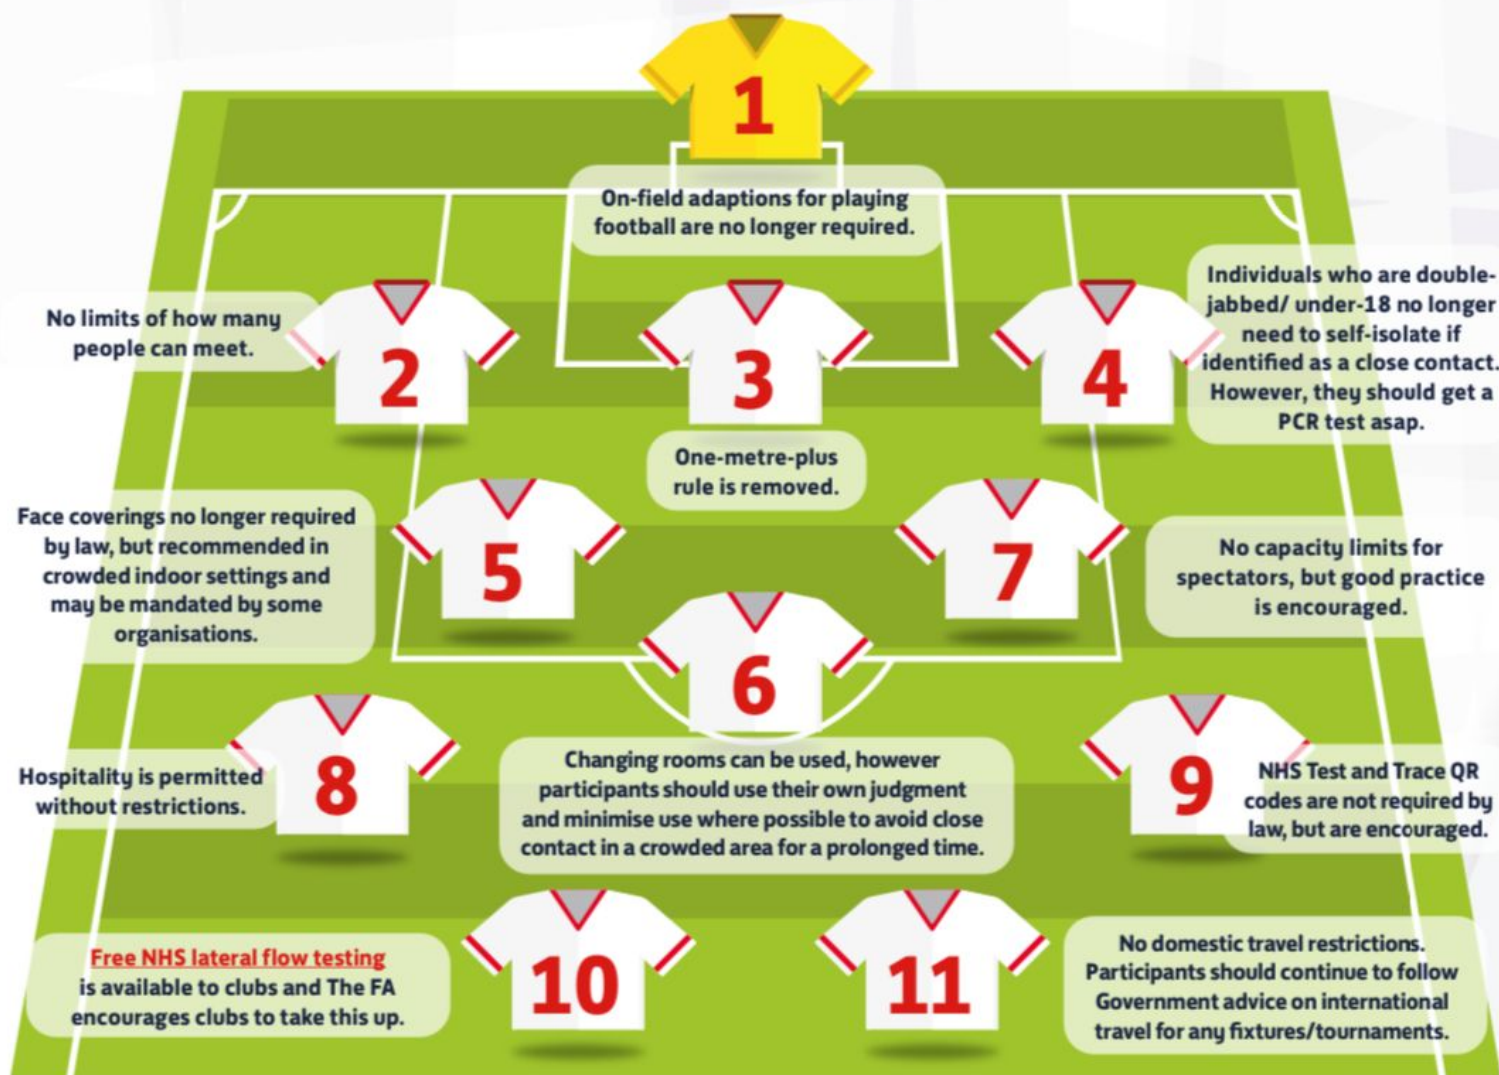 1
On-field adaptions for playing
football are no longer required.
2
No limits of how many
people can meet.
3
One-metre-plus
rule is removed.
4
Individuals who are double-
jabbed/ under-18 no longer
need to self-isolate if
identified as a close contact.
However, they should get a
PCR test asap.
5
Face coverings no longer required
by law, but recommended in
crowded indoor settings and
may be mandated by some
organisations.
6
Changing rooms can be used, however
participants should use their own judgment
and minimise use where possible to avoid close
contact in a crowded area for a prolonged time.
7
No capacity limits for
spectators, but good practice
is encouraged.
8
Hospitality is permitted
without restrictions.
9
NHS Test and Trace QR
codes are not required by
law, but are encouraged.
10
Free NHS lateral flow testing
is available to clubs and The FA
encourages clubs to take this up.
11
No domestic travel restrictions.
Participants should continue to follow
Government advice on international
travel for any fixtures/tournaments.